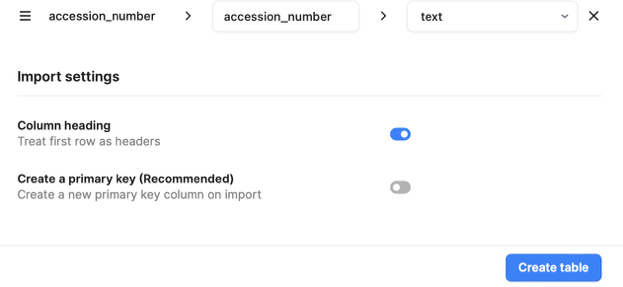 accession_number accession_number text
Import settings
Column heading
Treat first row as headers
Create a primary key (Recommended)
Create a new primary key column on import
Create table